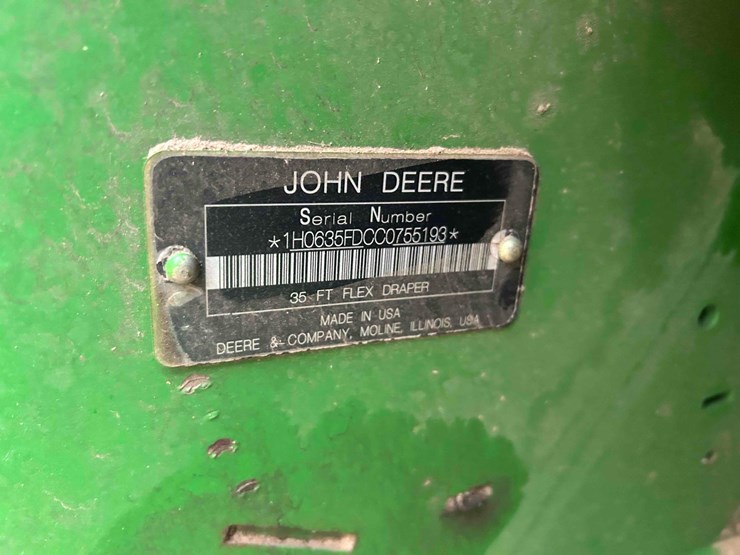 JOHN DEERE
Serial Number
*1H0635FDCC0755193*
35 FT FLEX DRAPER
MADE IN USA
DEERE & COMPANY, MOLINE, ILLINOIS, USA